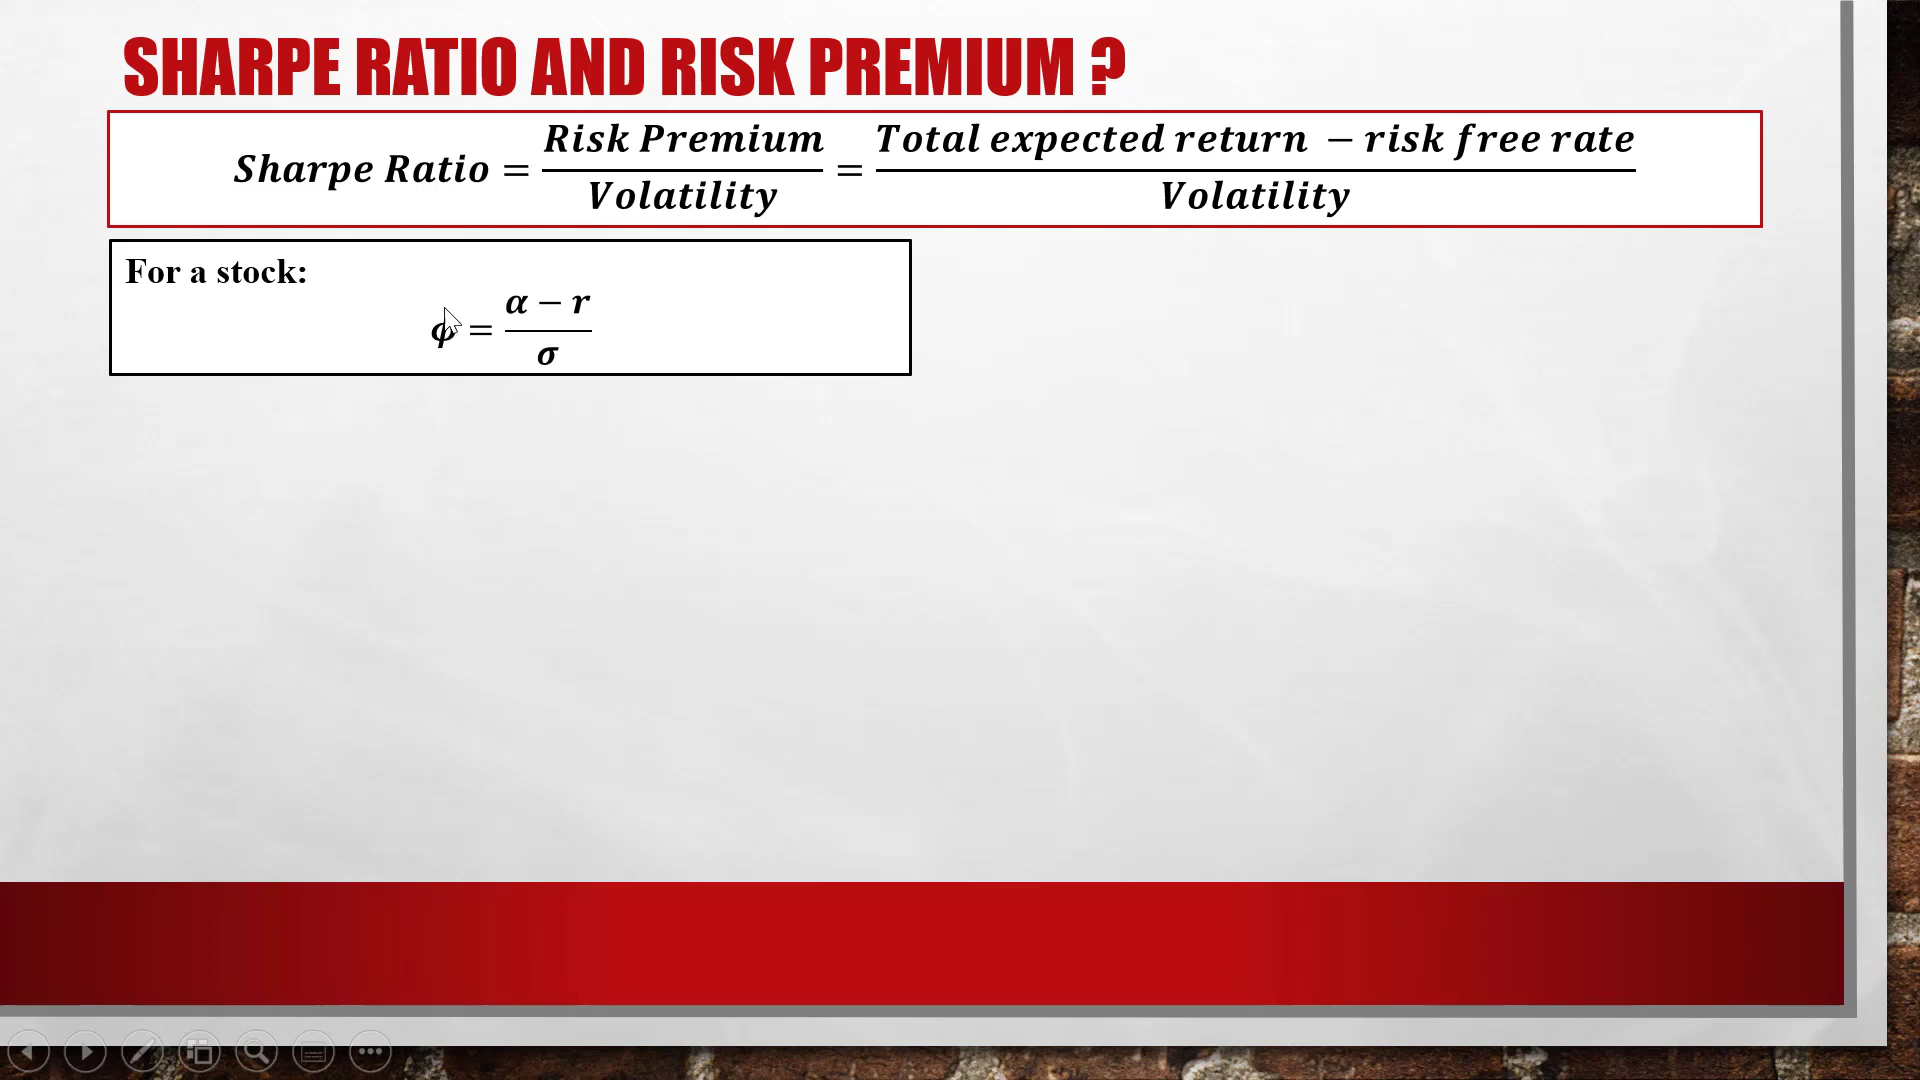 SHARPE RATIO AND RISK PREMIUM ?
Sharpe Ratio = Risk Premium / Volatility = Total expected return − risk free rate / Volatility
For a stock:
ϕ = α − r / σ